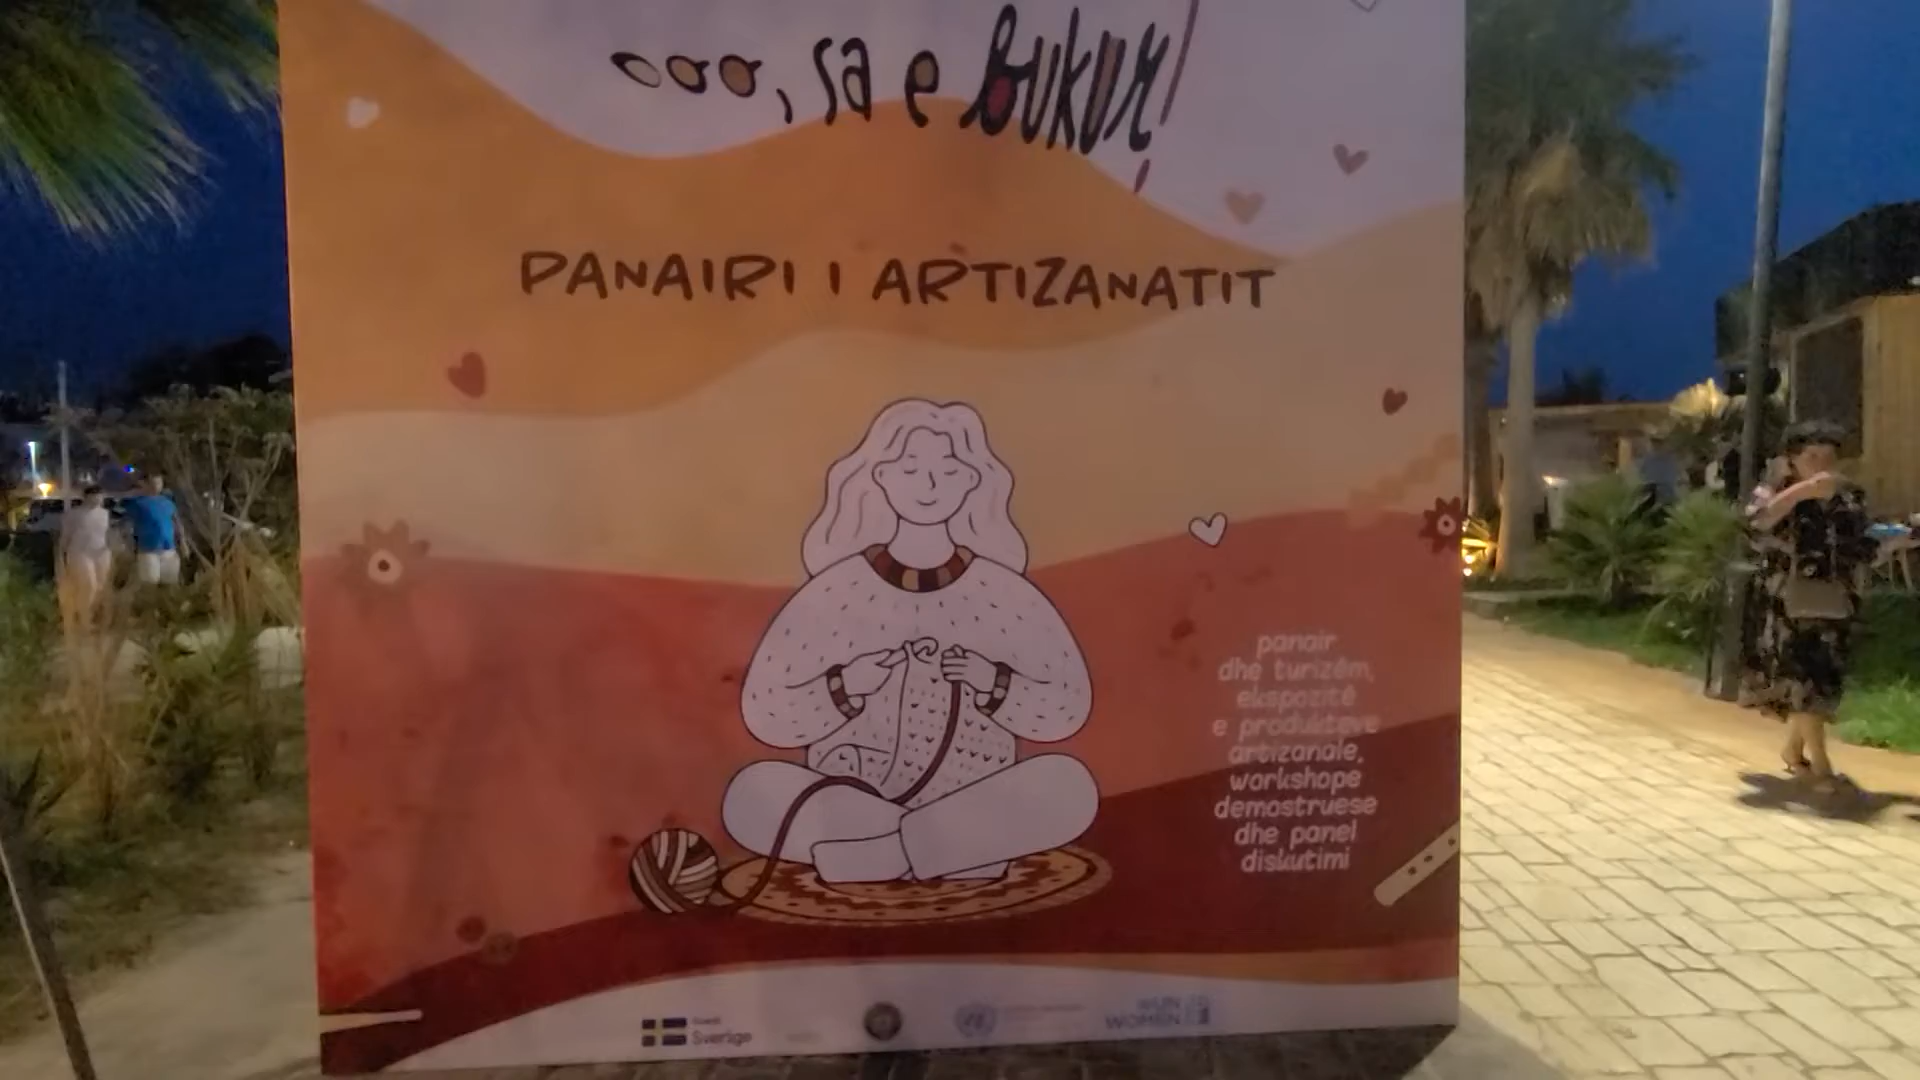 ooo, sa e bukur!
PANAIRI I ARTIZANATIT
panair
dhe turizëm,
ekspozitë
e produkteve
artizanale,
workshope
demostruese
dhe panel
diskutimi
Sverige
UN
WOMEN